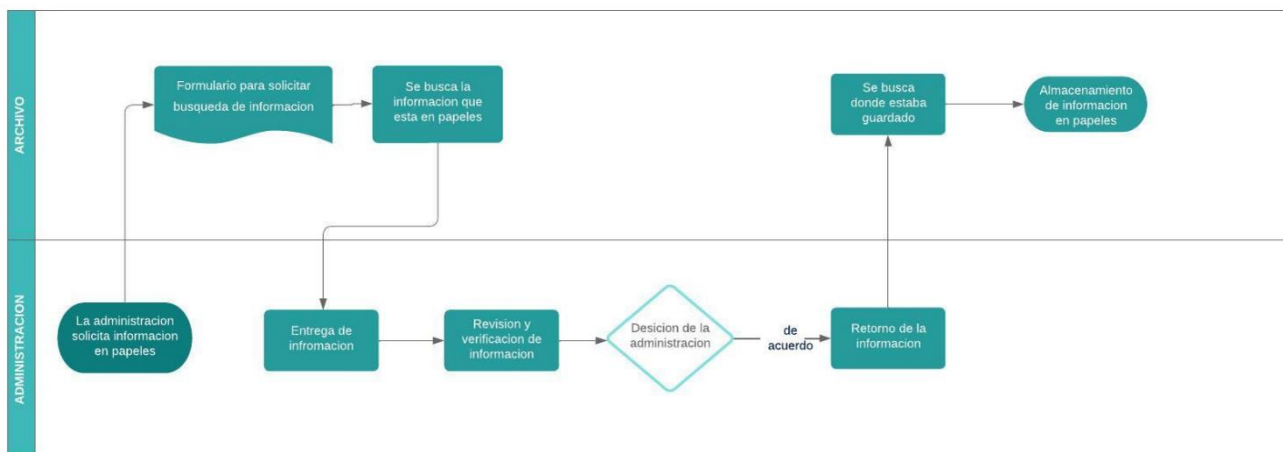 ARCHIVO
Formulario para solicitar
busqueda de informacion
Se busca la
informacion que
esta en papeles
Se busca
donde estaba
guardado
Almacenamiento
de informacion
en papeles
ADMINISTRACION
La administracion
solicita informacion
en papeles
Entrega de
infromacion
Revision y
verificacion de
informacion
Desicion de la
administracion
de
acuerdo
Retorno de la
informacion